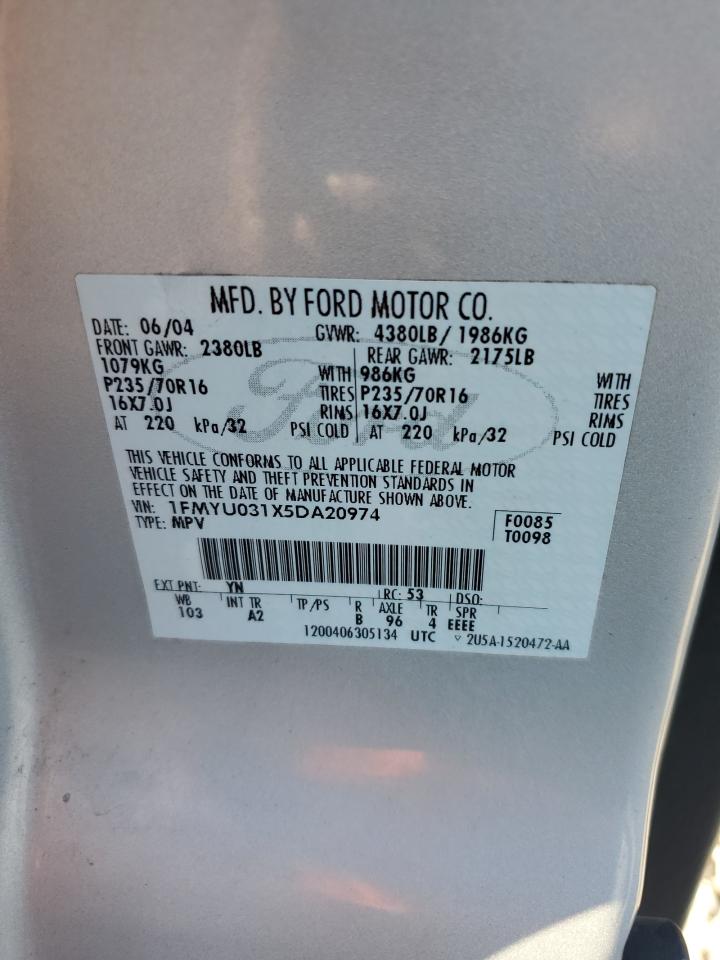 MFD. BY FORD MOTOR CO.
DATE: 06/04 GVWR: 4380LB/ 1986KG
FRONT GAWR: 2380LB REAR GAWR: 2175LB
1079KG WITH 986KG WITH
P235/70R16 TIRES P235/70R16 TIRES
16X7.0J RIMS 16X7.0J RIMS
AT 220 kPa/32 PSI COLD AT 220 kPa/32 PSI COLD
Ford
THIS VEHICLE CONFORMS TO ALL APPLICABLE FEDERAL MOTOR
VEHICLE SAFETY AND THEFT PREVENTION STANDARDS IN
EFFECT ON THE DATE OF MANUFACTURE SHOWN ABOVE.
VIN: 1FMYU031X5DA20974 F0085
TYPE: MPV T0098
EXT PNT: YN RC: 53 DSO:
WB INT TR TP/PS R AXLE TR SPR
103 A2 B 96 4 EEEE
1200406305134 UTC 2U5A-1520472-AA